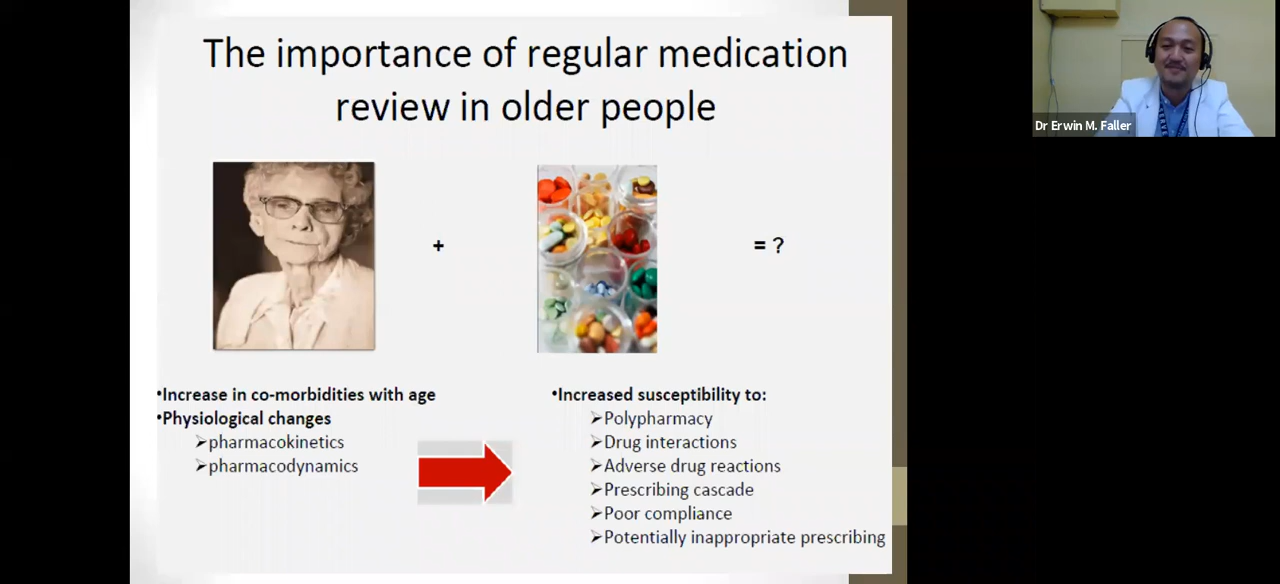 The importance of regular medication
review in older people
+
= ?
•Increase in co-morbidities with age
•Physiological changes
➢pharmacokinetics
➢pharmacodynamics
•Increased susceptibility to:
➢Polypharmacy
➢Drug interactions
➢Adverse drug reactions
➢Prescribing cascade
➢Poor compliance
➢Potentially inappropriate prescribing
Dr Erwin M. Faller